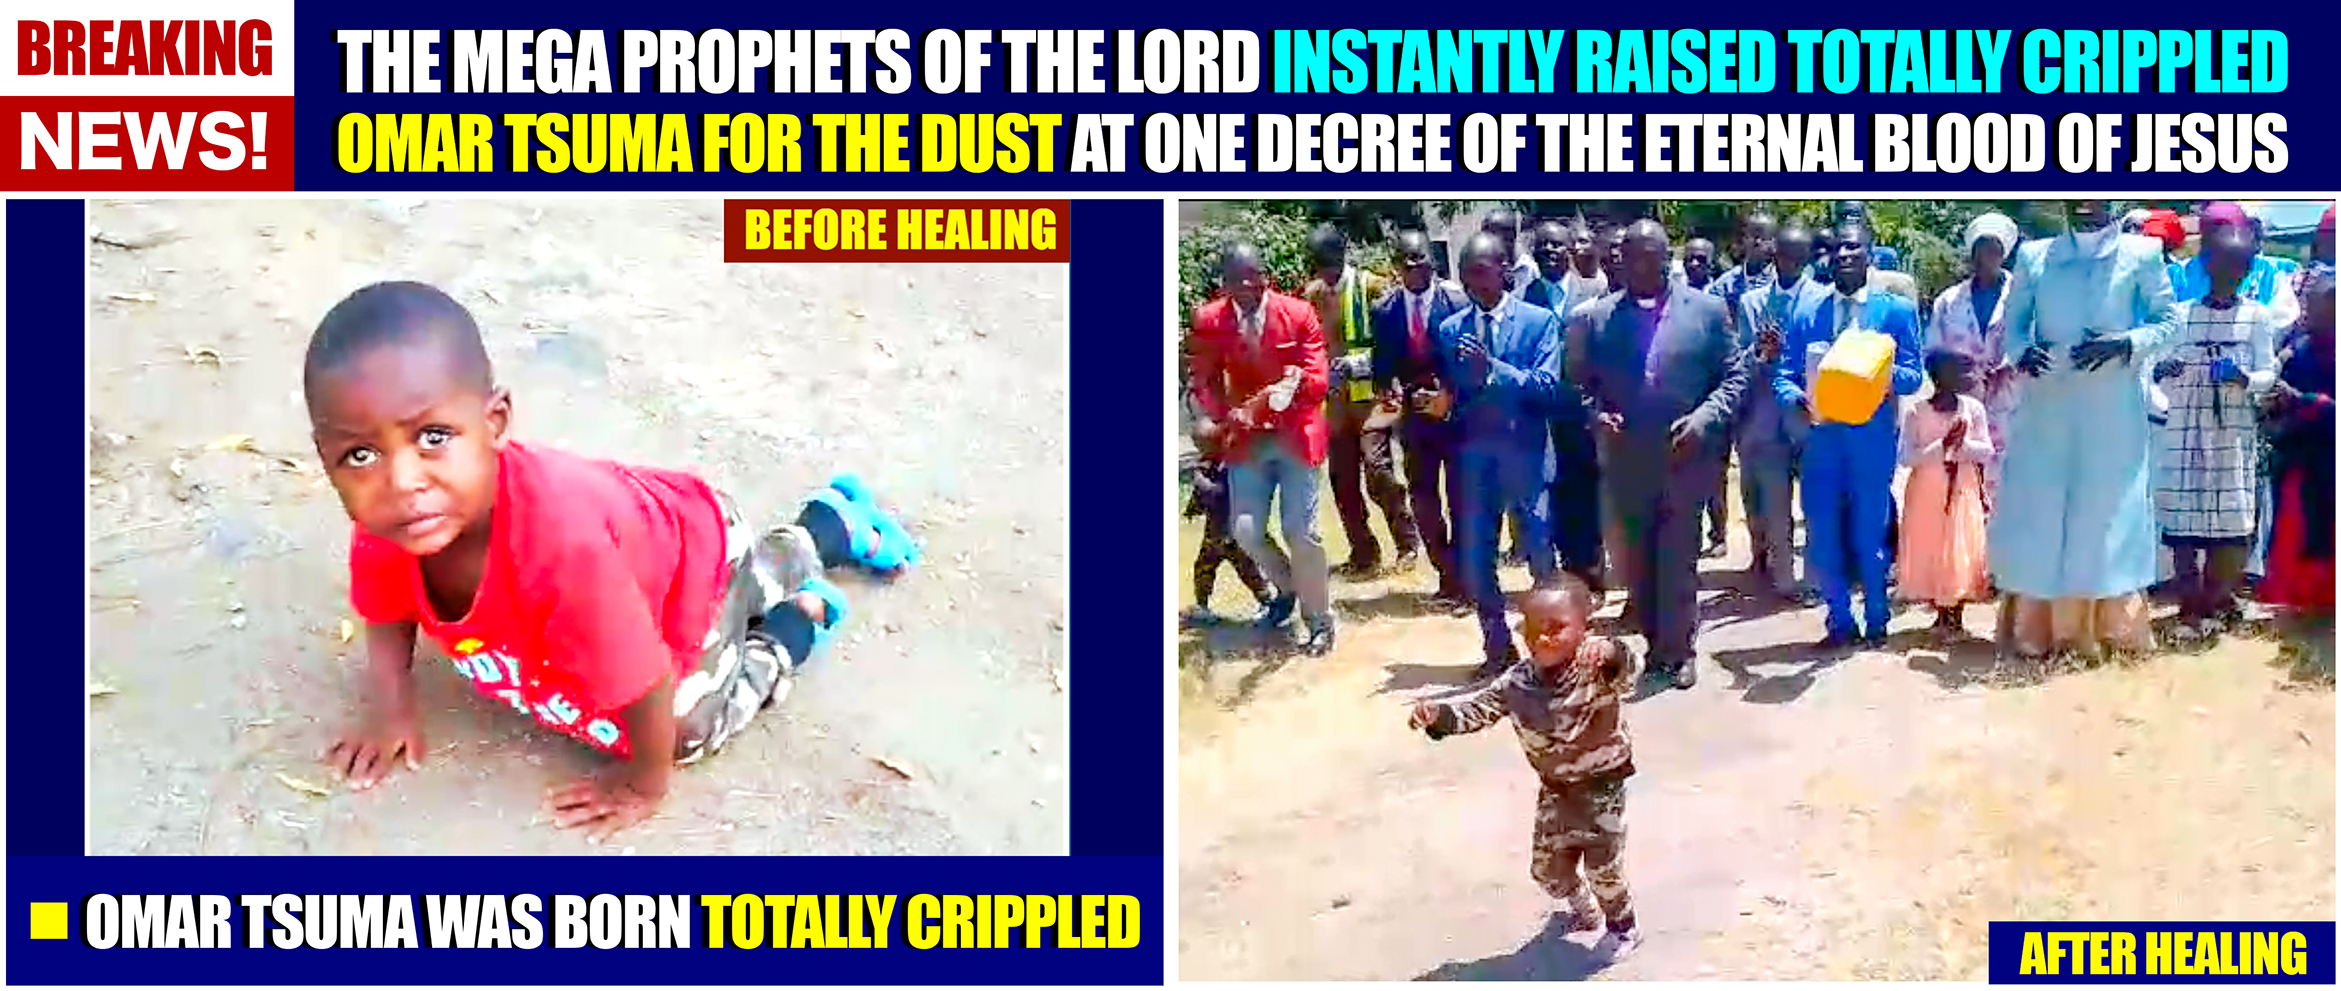 BREAKING
NEWS!
THE MEGA PROPHETS OF THE LORD INSTANTLY RAISED TOTALLY CRIPPLED
OMAR TSUMA FOR THE DUST AT ONE DECREE OF THE ETERNAL BLOOD OF JESUS
BEFORE HEALING
OMAR TSUMA WAS BORN TOTALLY CRIPPLED
AFTER HEALING